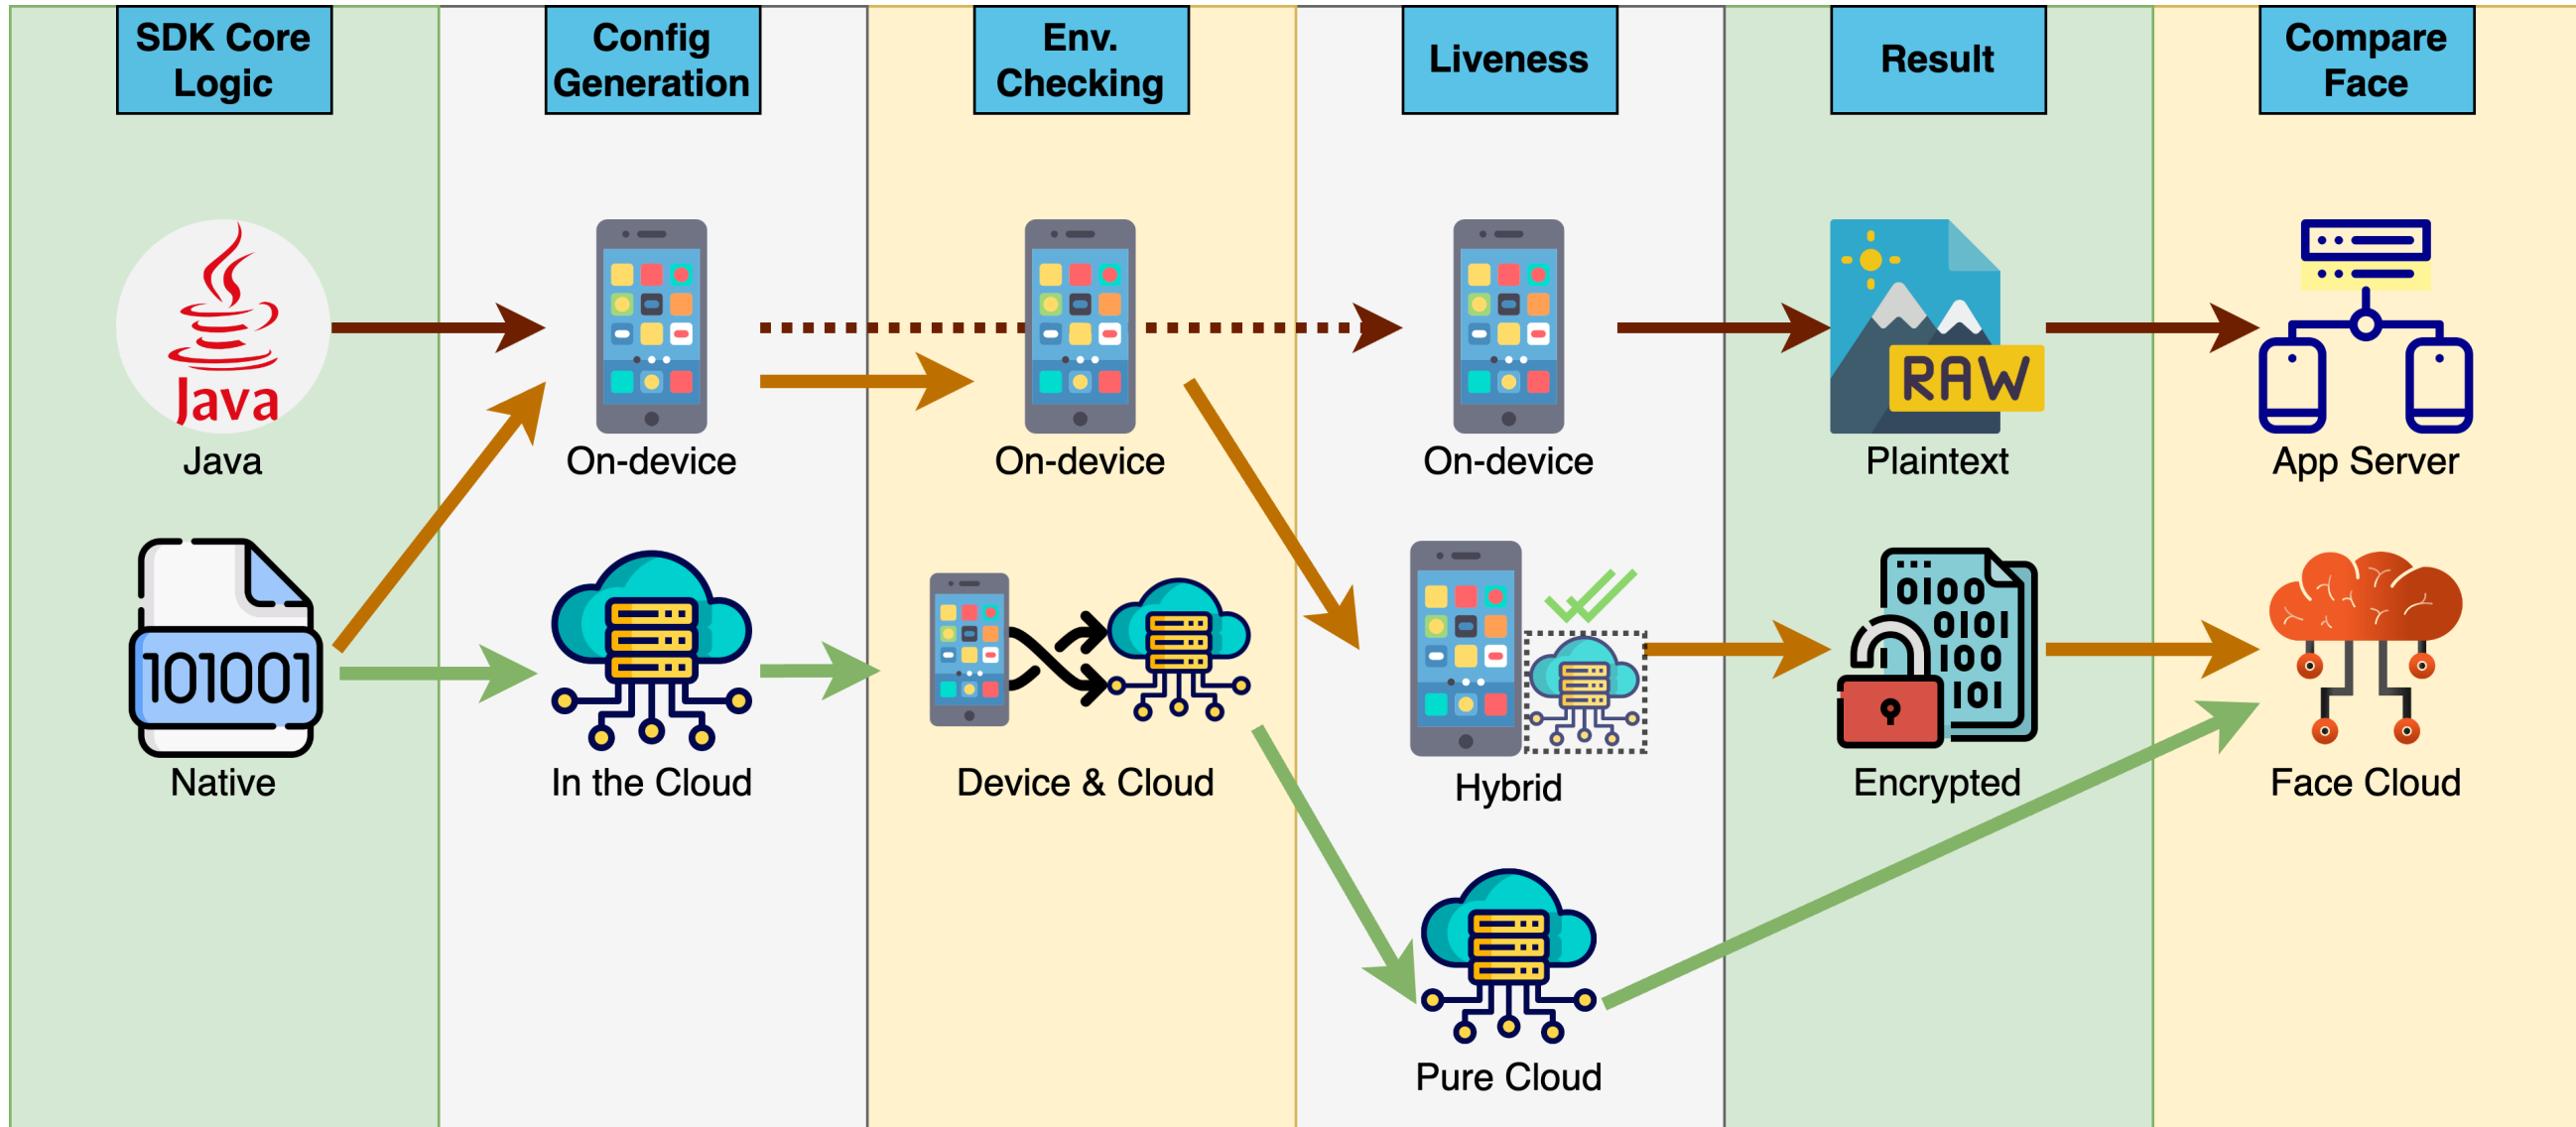 SDK Core
Logic
Config
Generation
Env.
Checking
Liveness
Result
Compare
Face
Java
Java
On-device
On-device
On-device
RAW
Plaintext
App Server
101001
Native
In the Cloud
Device & Cloud
Hybrid
0100
0101
100
101
Encrypted
Face Cloud
Pure Cloud